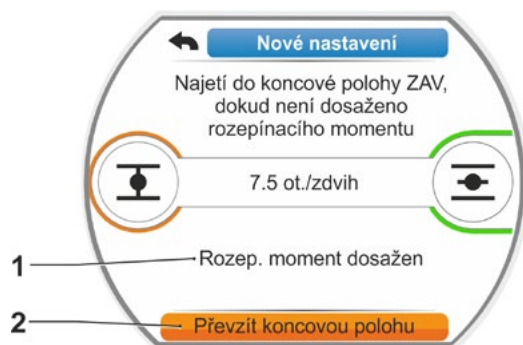 Nové nastavení
Najetí do koncové polohy ZAV,
dokud není dosaženo
rozepínacího momentu
7.5 ot./zdvih
1
Rozep. moment dosažen
2
Převzít koncovou polohu